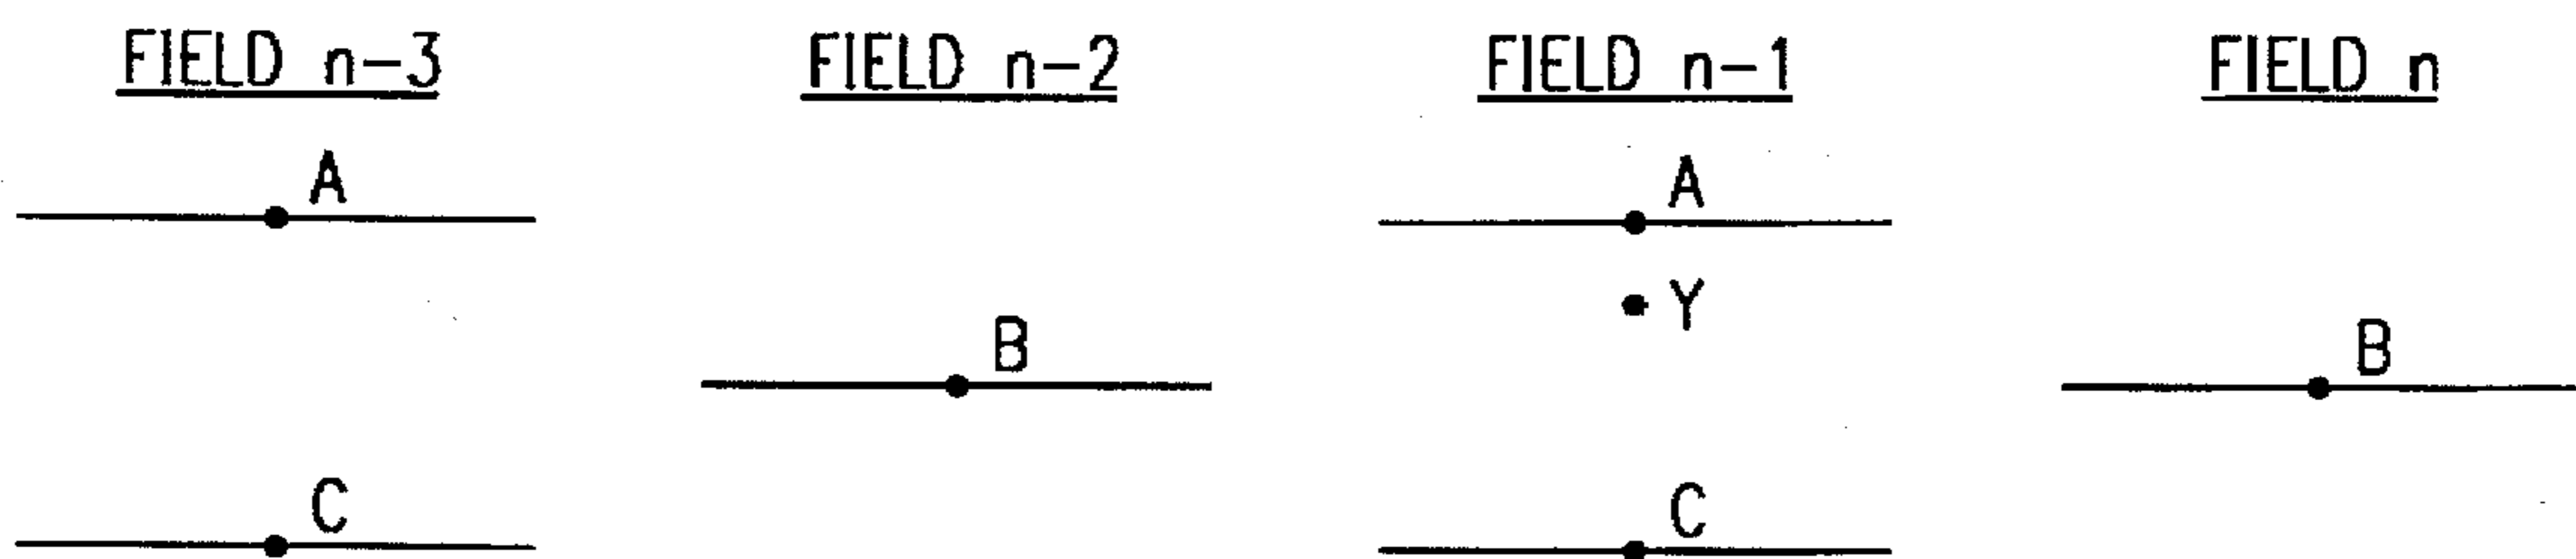 FIELD n-3 FIELD n-2 FIELD n-1 FIELD n
A A
Y
B B
C C